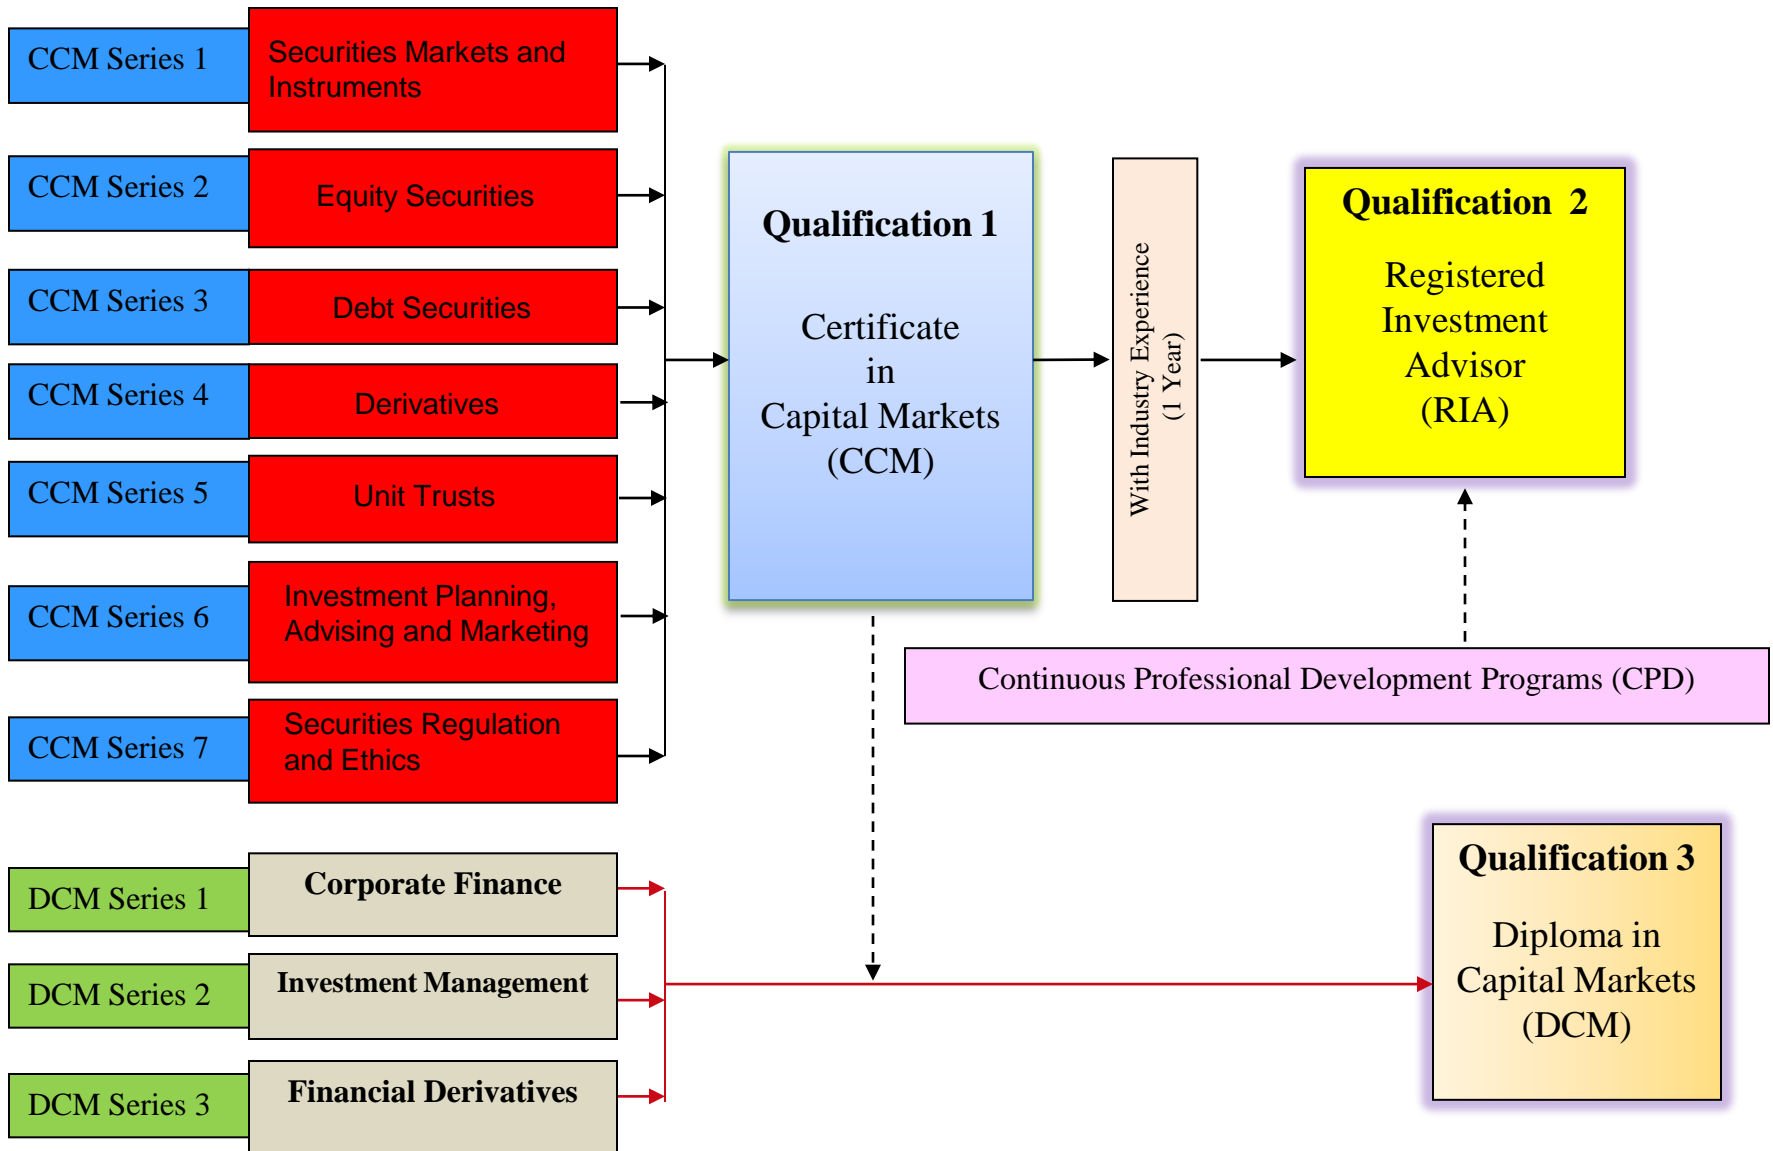 CCM Series 1
Securities Markets and
Instruments
CCM Series 2
Equity Securities
CCM Series 3
Debt Securities
CCM Series 4
Derivatives
CCM Series 5
Unit Trusts
CCM Series 6
Investment Planning,
Advising and Marketing
CCM Series 7
Securities Regulation
and Ethics
Qualification 1
Certificate
in
Capital Markets
(CCM)
With Industry Experience
(1 Year)
Qualification 2
Registered
Investment
Advisor
(RIA)
Continuous Professional Development Programs (CPD)
DCM Series 1
Corporate Finance
DCM Series 2
Investment Management
DCM Series 3
Financial Derivatives
Qualification 3
Diploma in
Capital Markets
(DCM)